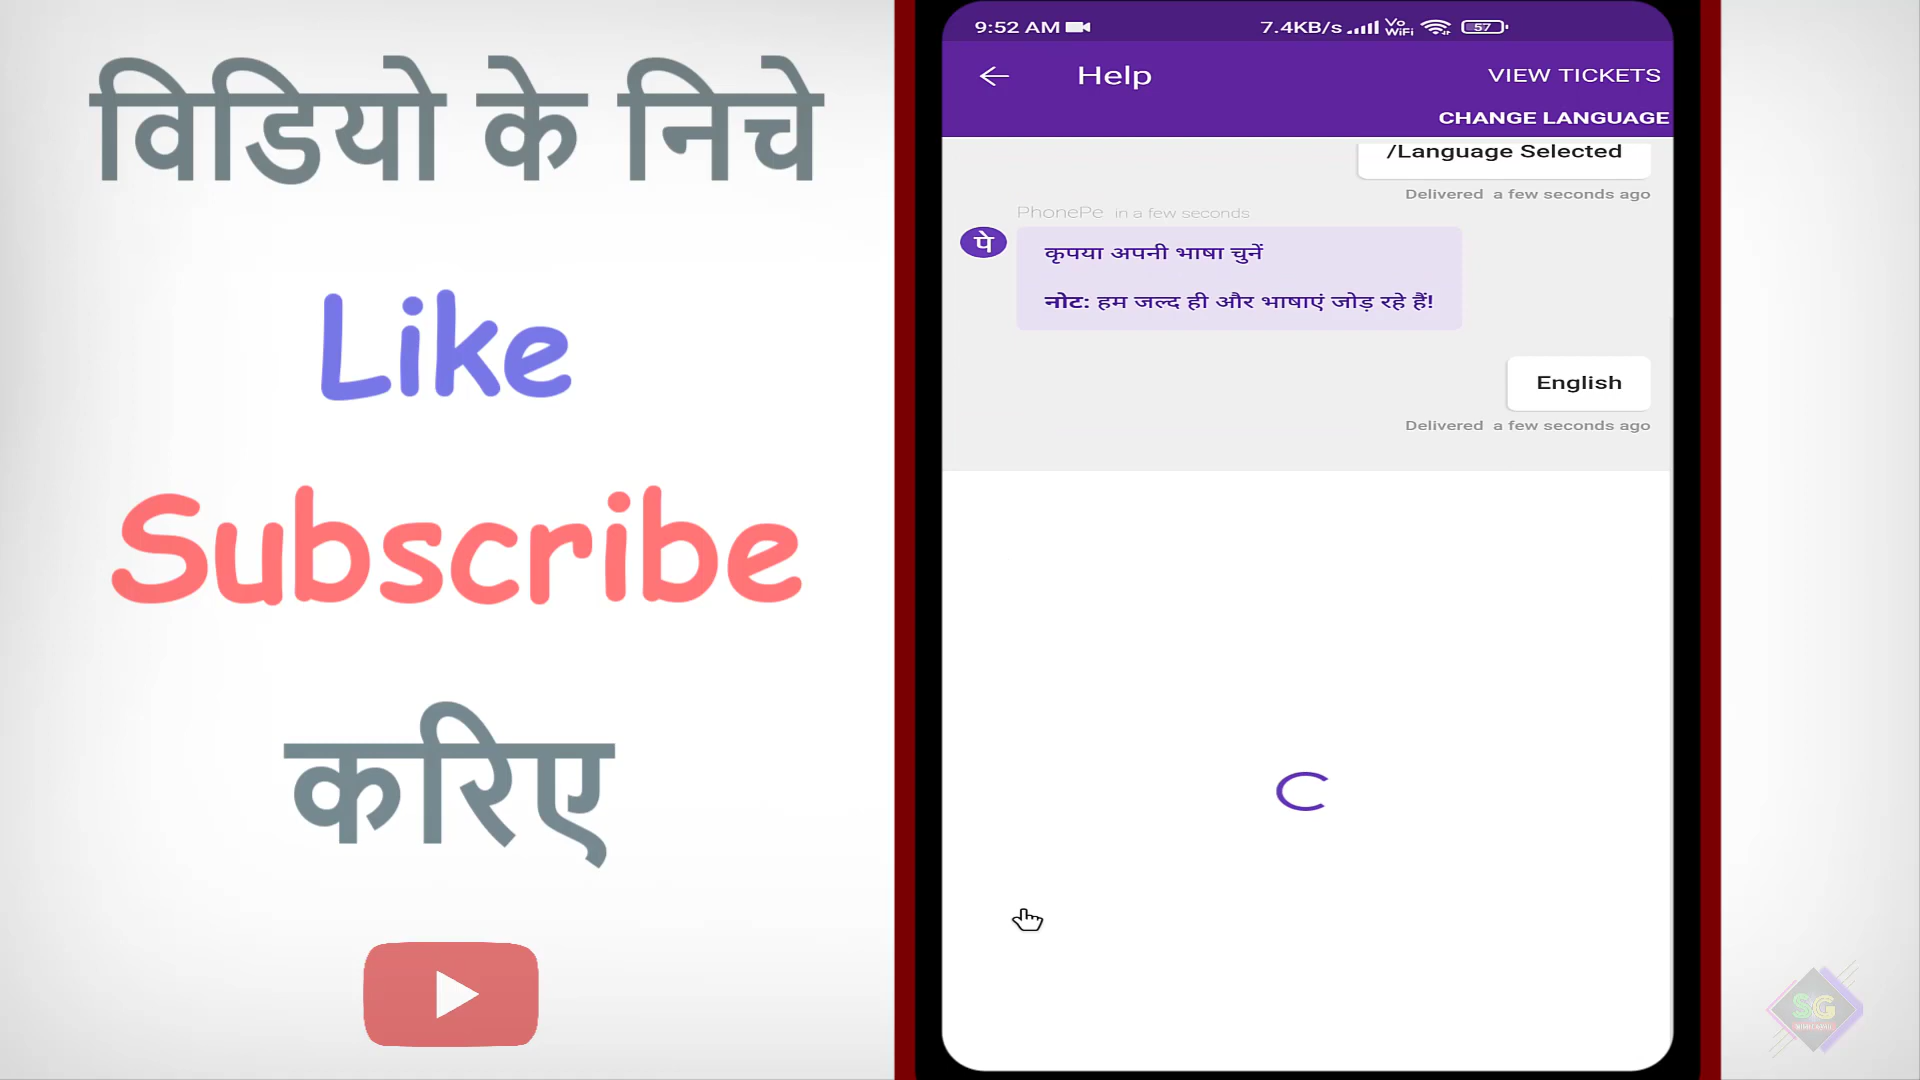 विडियो के निचे
Like
Subscribe
करिए
9:52 AM
7.4KB/s
Vo
WiFi
57
Help
VIEW TICKETS
CHANGE LANGUAGE
/Language Selected
Delivered a few seconds ago
PhonePe in a few seconds
पे
कृपया अपनी भाषा चुनें
नोट: हम जल्द ही और भाषाएं जोड़ रहे हैं!
English
Delivered a few seconds ago
SG